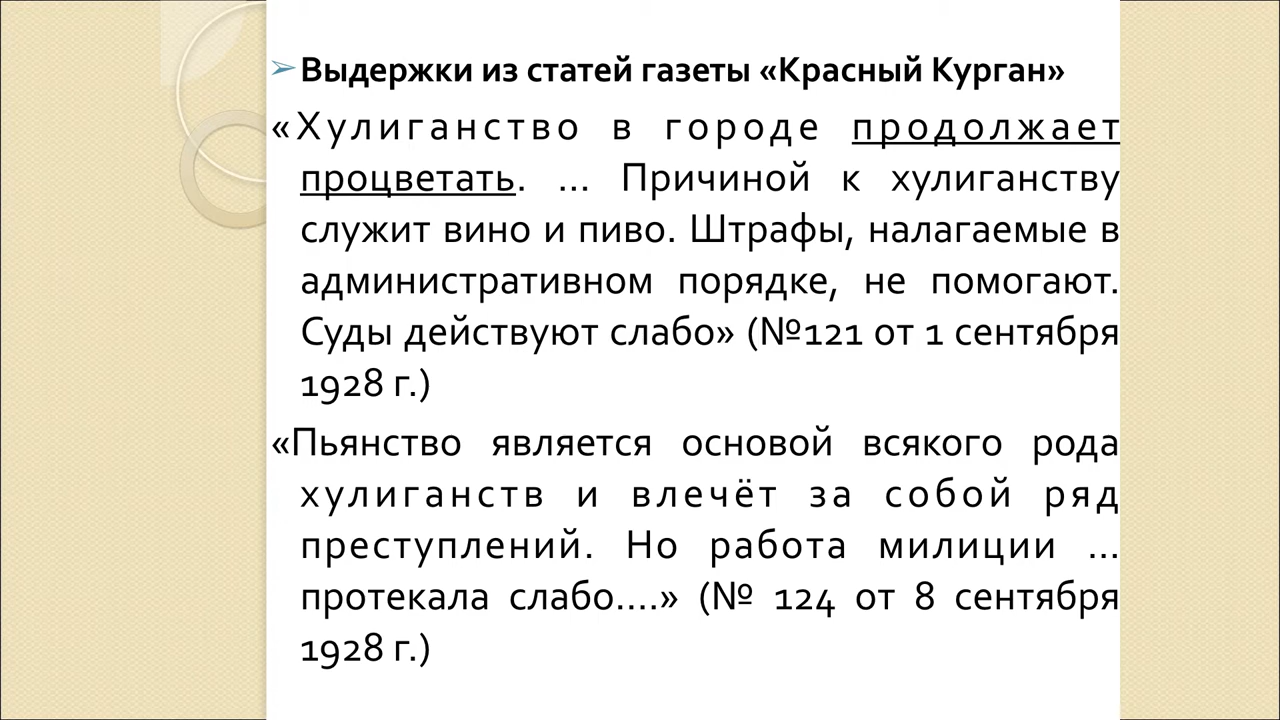 ➢Выдержки из статей газеты «Красный Курган»
«Хулиганство в городе продолжает
процветать. ... Причиной к хулиганству
служит вино и пиво. Штрафы, налагаемые в
административном порядке, не помогают.
Суды действуют слабо» (№121 от 1 сентября
1928 г.)
«Пьянство является основой всякого рода
хулиганств и влечёт за собой ряд
преступлений. Но работа милиции ...
протекала слабо....» (№ 124 от 8 сентября
1928 г.)